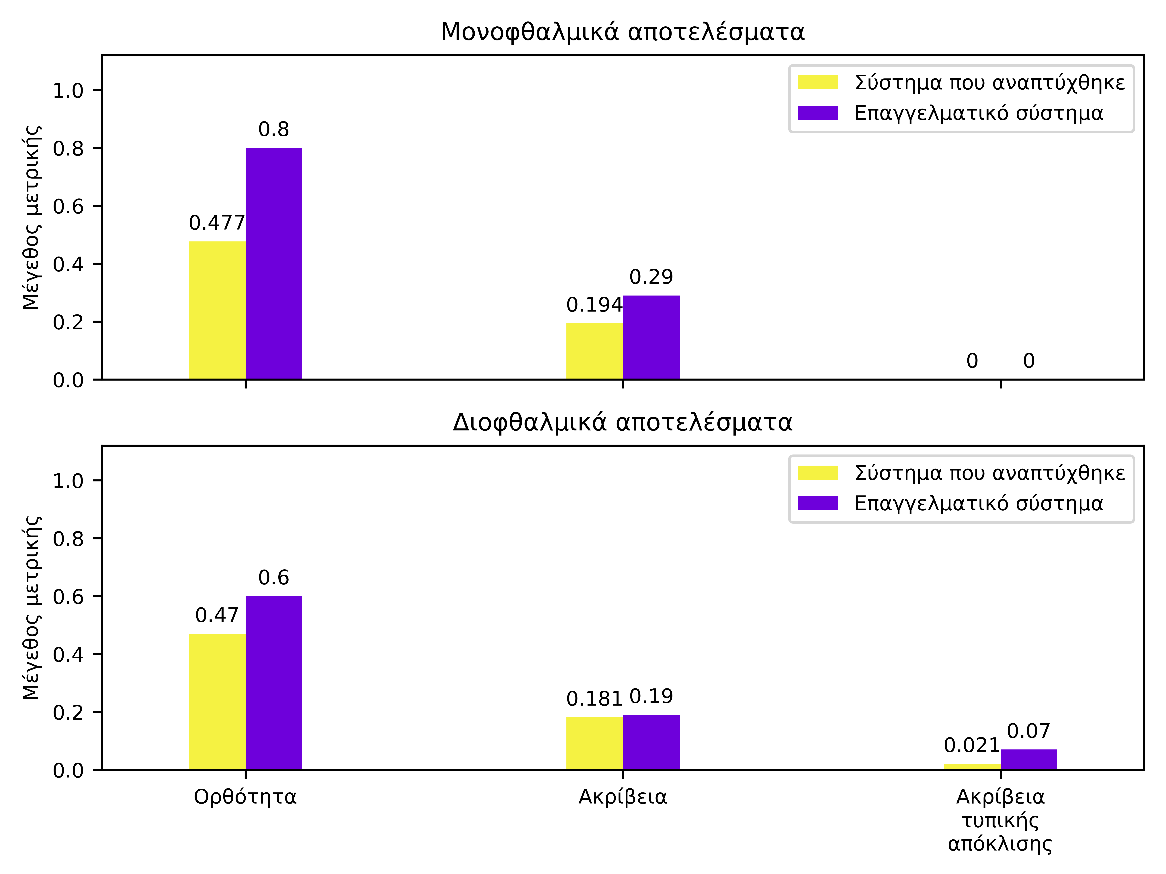 Μονοφθαλμικά αποτελέσματα
Μέγεθος μετρικής
1.0
0.8
0.6
0.4
0.2
0.0
Σύστημα που αναπτύχθηκε
Επαγγελματικό σύστημα
0.477
0.8
0.194
0.29
0
0
Διοφθαλμικά αποτελέσματα
Μέγεθος μετρικής
1.0
0.8
0.6
0.4
0.2
0.0
Σύστημα που αναπτύχθηκε
Επαγγελματικό σύστημα
0.47
0.6
0.181
0.19
0.021
0.07
Ορθότητα
Ακρίβεια
Ακρίβεια
τυπικής
απόκλισης